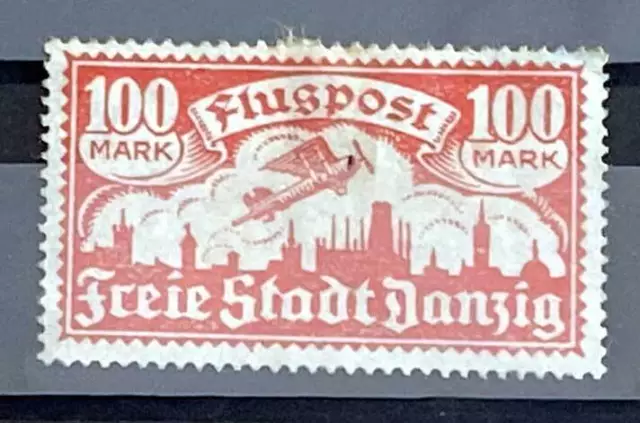 100 MARK
Flugpost
100 MARK
Freie Stadt Danzig